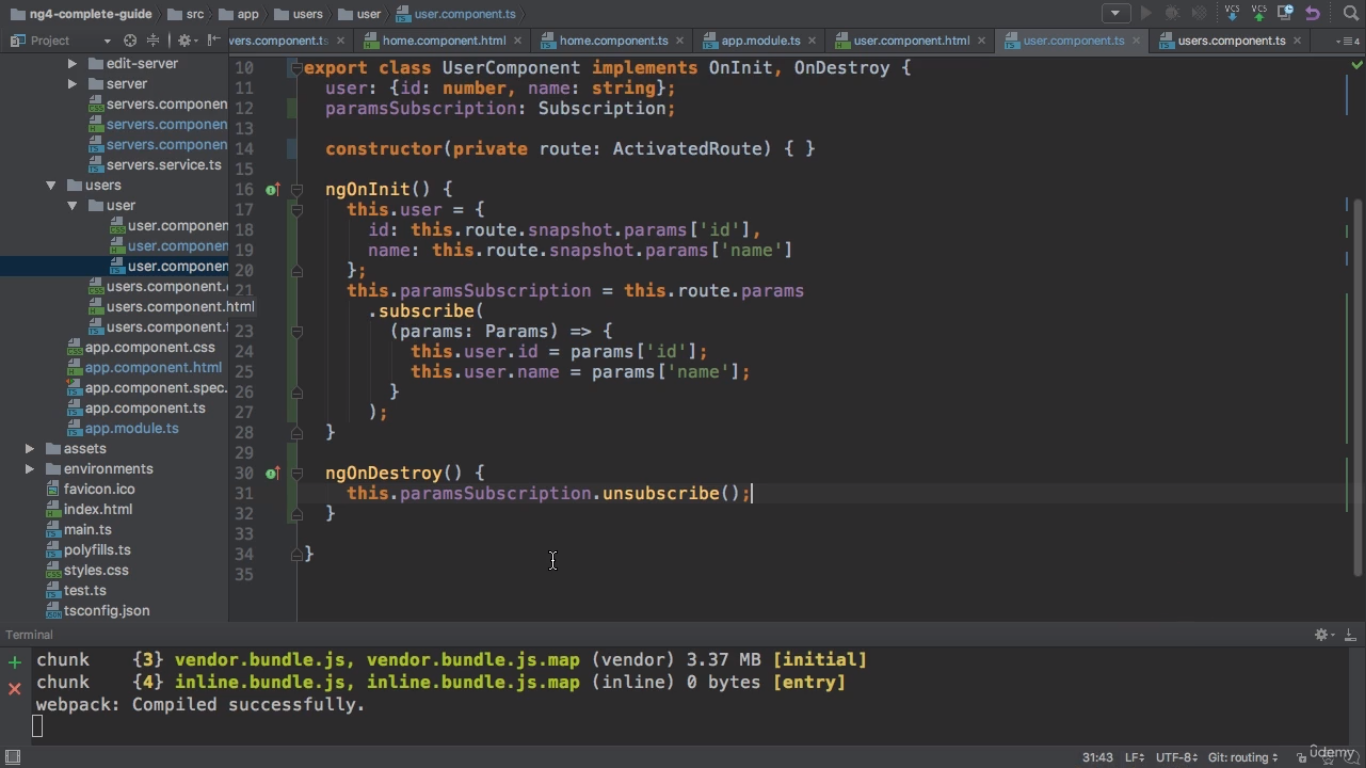 ng4-complete-guide src app users user user.component.ts
Project
vers.component.ts home.component.html home.component.ts app.module.ts user.component.html user.component.ts users.component.ts
edit-server
server
servers.componen
servers.componen
servers.componen
servers.service.ts
users
user
user.componen
user.componen
user.componen
users.component.
users.component.html
users.component.
app.component.css
app.component.html
app.component.spec.
app.component.ts
app.module.ts
assets
environments
favicon.ico
index.html
main.ts
polyfills.ts
styles.css
test.ts
tsconfig.json
10 export class UserComponent implements OnInit, OnDestroy {
11 user: {id: number, name: string};
12 paramsSubscription: Subscription;
13
14 constructor(private route: ActivatedRoute) { }
15
16 ngOnInit() {
17 this.user = {
18 id: this.route.snapshot.params['id'],
19 name: this.route.snapshot.params['name']
20 };
21 this.paramsSubscription = this.route.params
.subscribe(
23 (params: Params) => {
24 this.user.id = params['id'];
25 this.user.name = params['name'];
26 }
27 );
28 }
29
30 ngOnDestroy() {
31 this.paramsSubscription.unsubscribe();
32 }
33
34 }
35
Terminal
chunk {3} vendor.bundle.js, vendor.bundle.js.map (vendor) 3.37 MB [initial]
chunk {4} inline.bundle.js, inline.bundle.js.map (inline) 0 bytes [entry]
webpack: Compiled successfully.
31:43 LF UTF-8 Git: routing
udemy